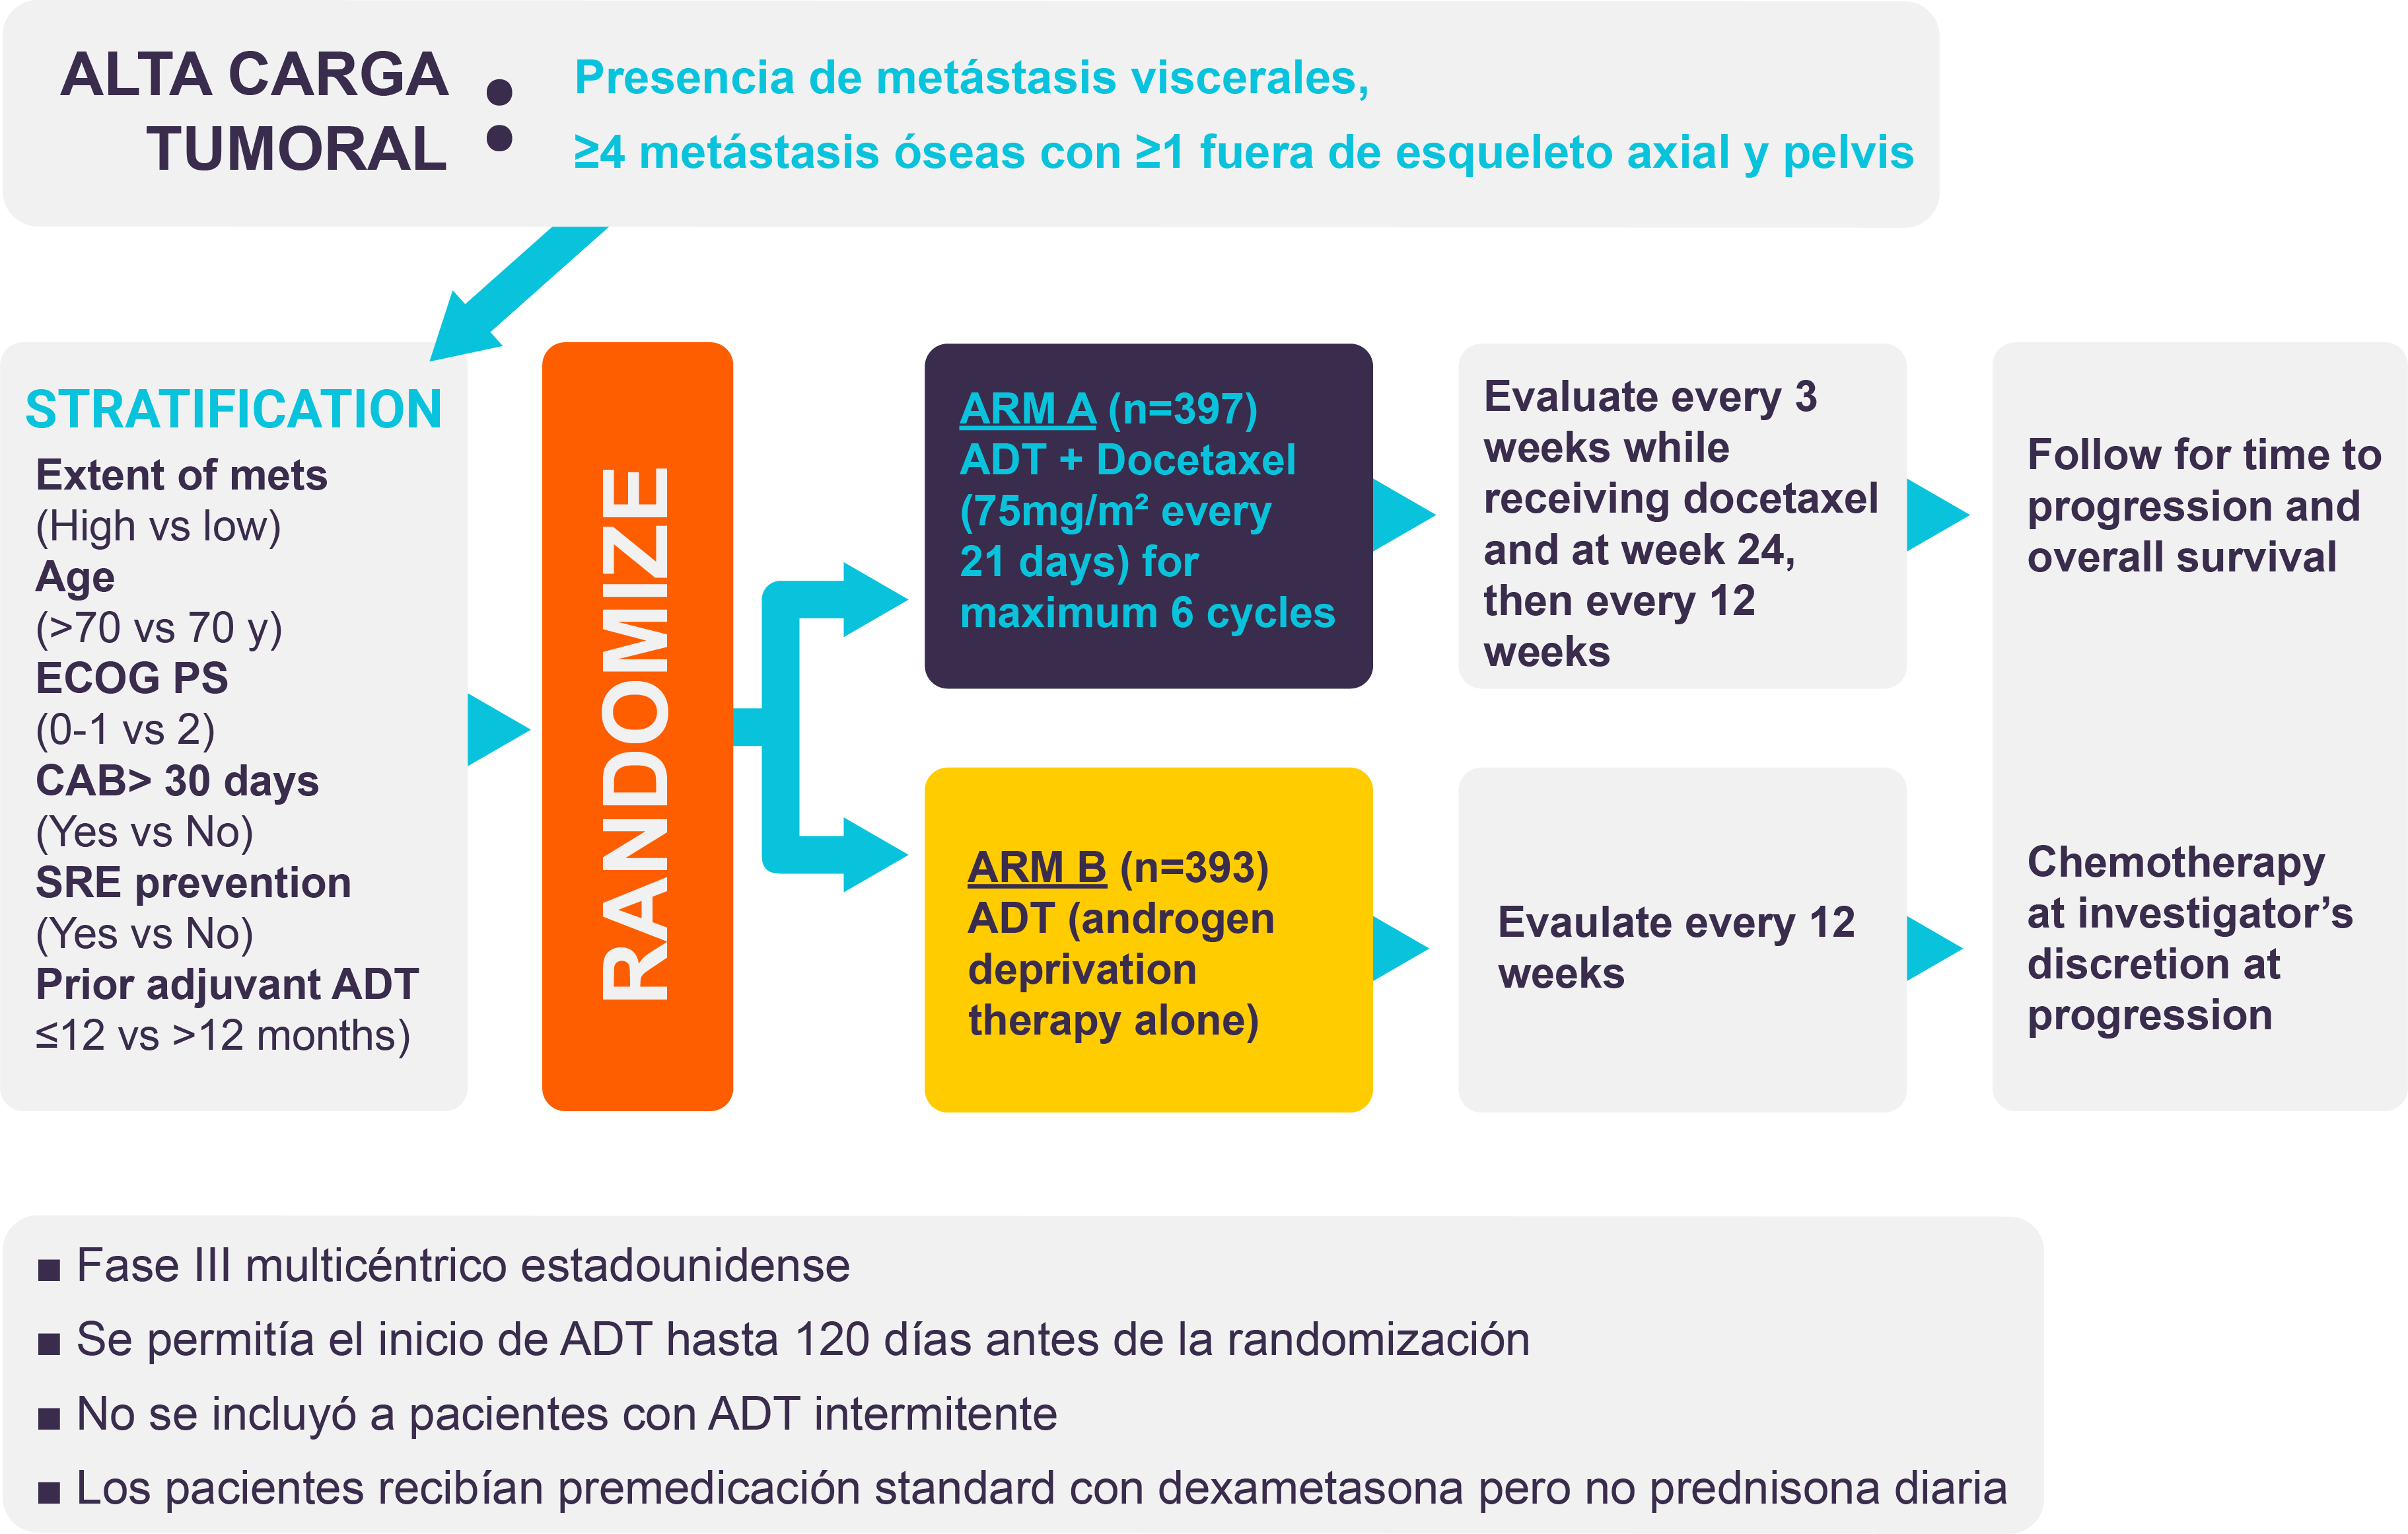 ALTA CARGA
TUMORAL :
Presencia de metástasis viscerales,
≥4 metástasis óseas con ≥1 fuera de esqueleto axial y pelvis
STRATIFICATION
Extent of mets
(High vs low)
Age
(>70 vs 70 y)
ECOG PS
(0-1 vs 2)
CAB> 30 days
(Yes vs No)
SRE prevention
(Yes vs No)
Prior adjuvant ADT
≤12 vs >12 months)
RANDOMIZE
ARM A (n=397)
ADT + Docetaxel
(75mg/m² every
21 days) for
maximum 6 cycles
Evaluate every 3
weeks while
receiving docetaxel
and at week 24,
then every 12
weeks
Follow for time to
progression and
overall survival
ARM B (n=393)
ADT (androgen
deprivation
therapy alone)
Evaulate every 12
weeks
Chemotherapy
at investigator’s
discretion at
progression
■ Fase III multicéntrico estadounidense
■ Se permitía el inicio de ADT hasta 120 días antes de la randomización
■ No se incluyó a pacientes con ADT intermitente
■ Los pacientes recibían premedicación standard con dexametasona pero no prednisona diaria